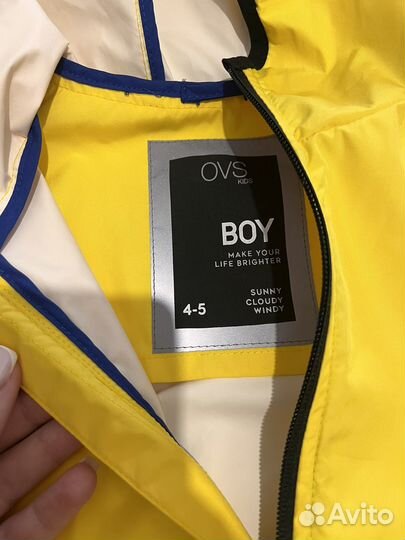 OVS
KIDS
BOY
MAKE YOUR
LIFE BRIGHTER
4-5
SUNNY
CLOUDY
WINDY
Avito